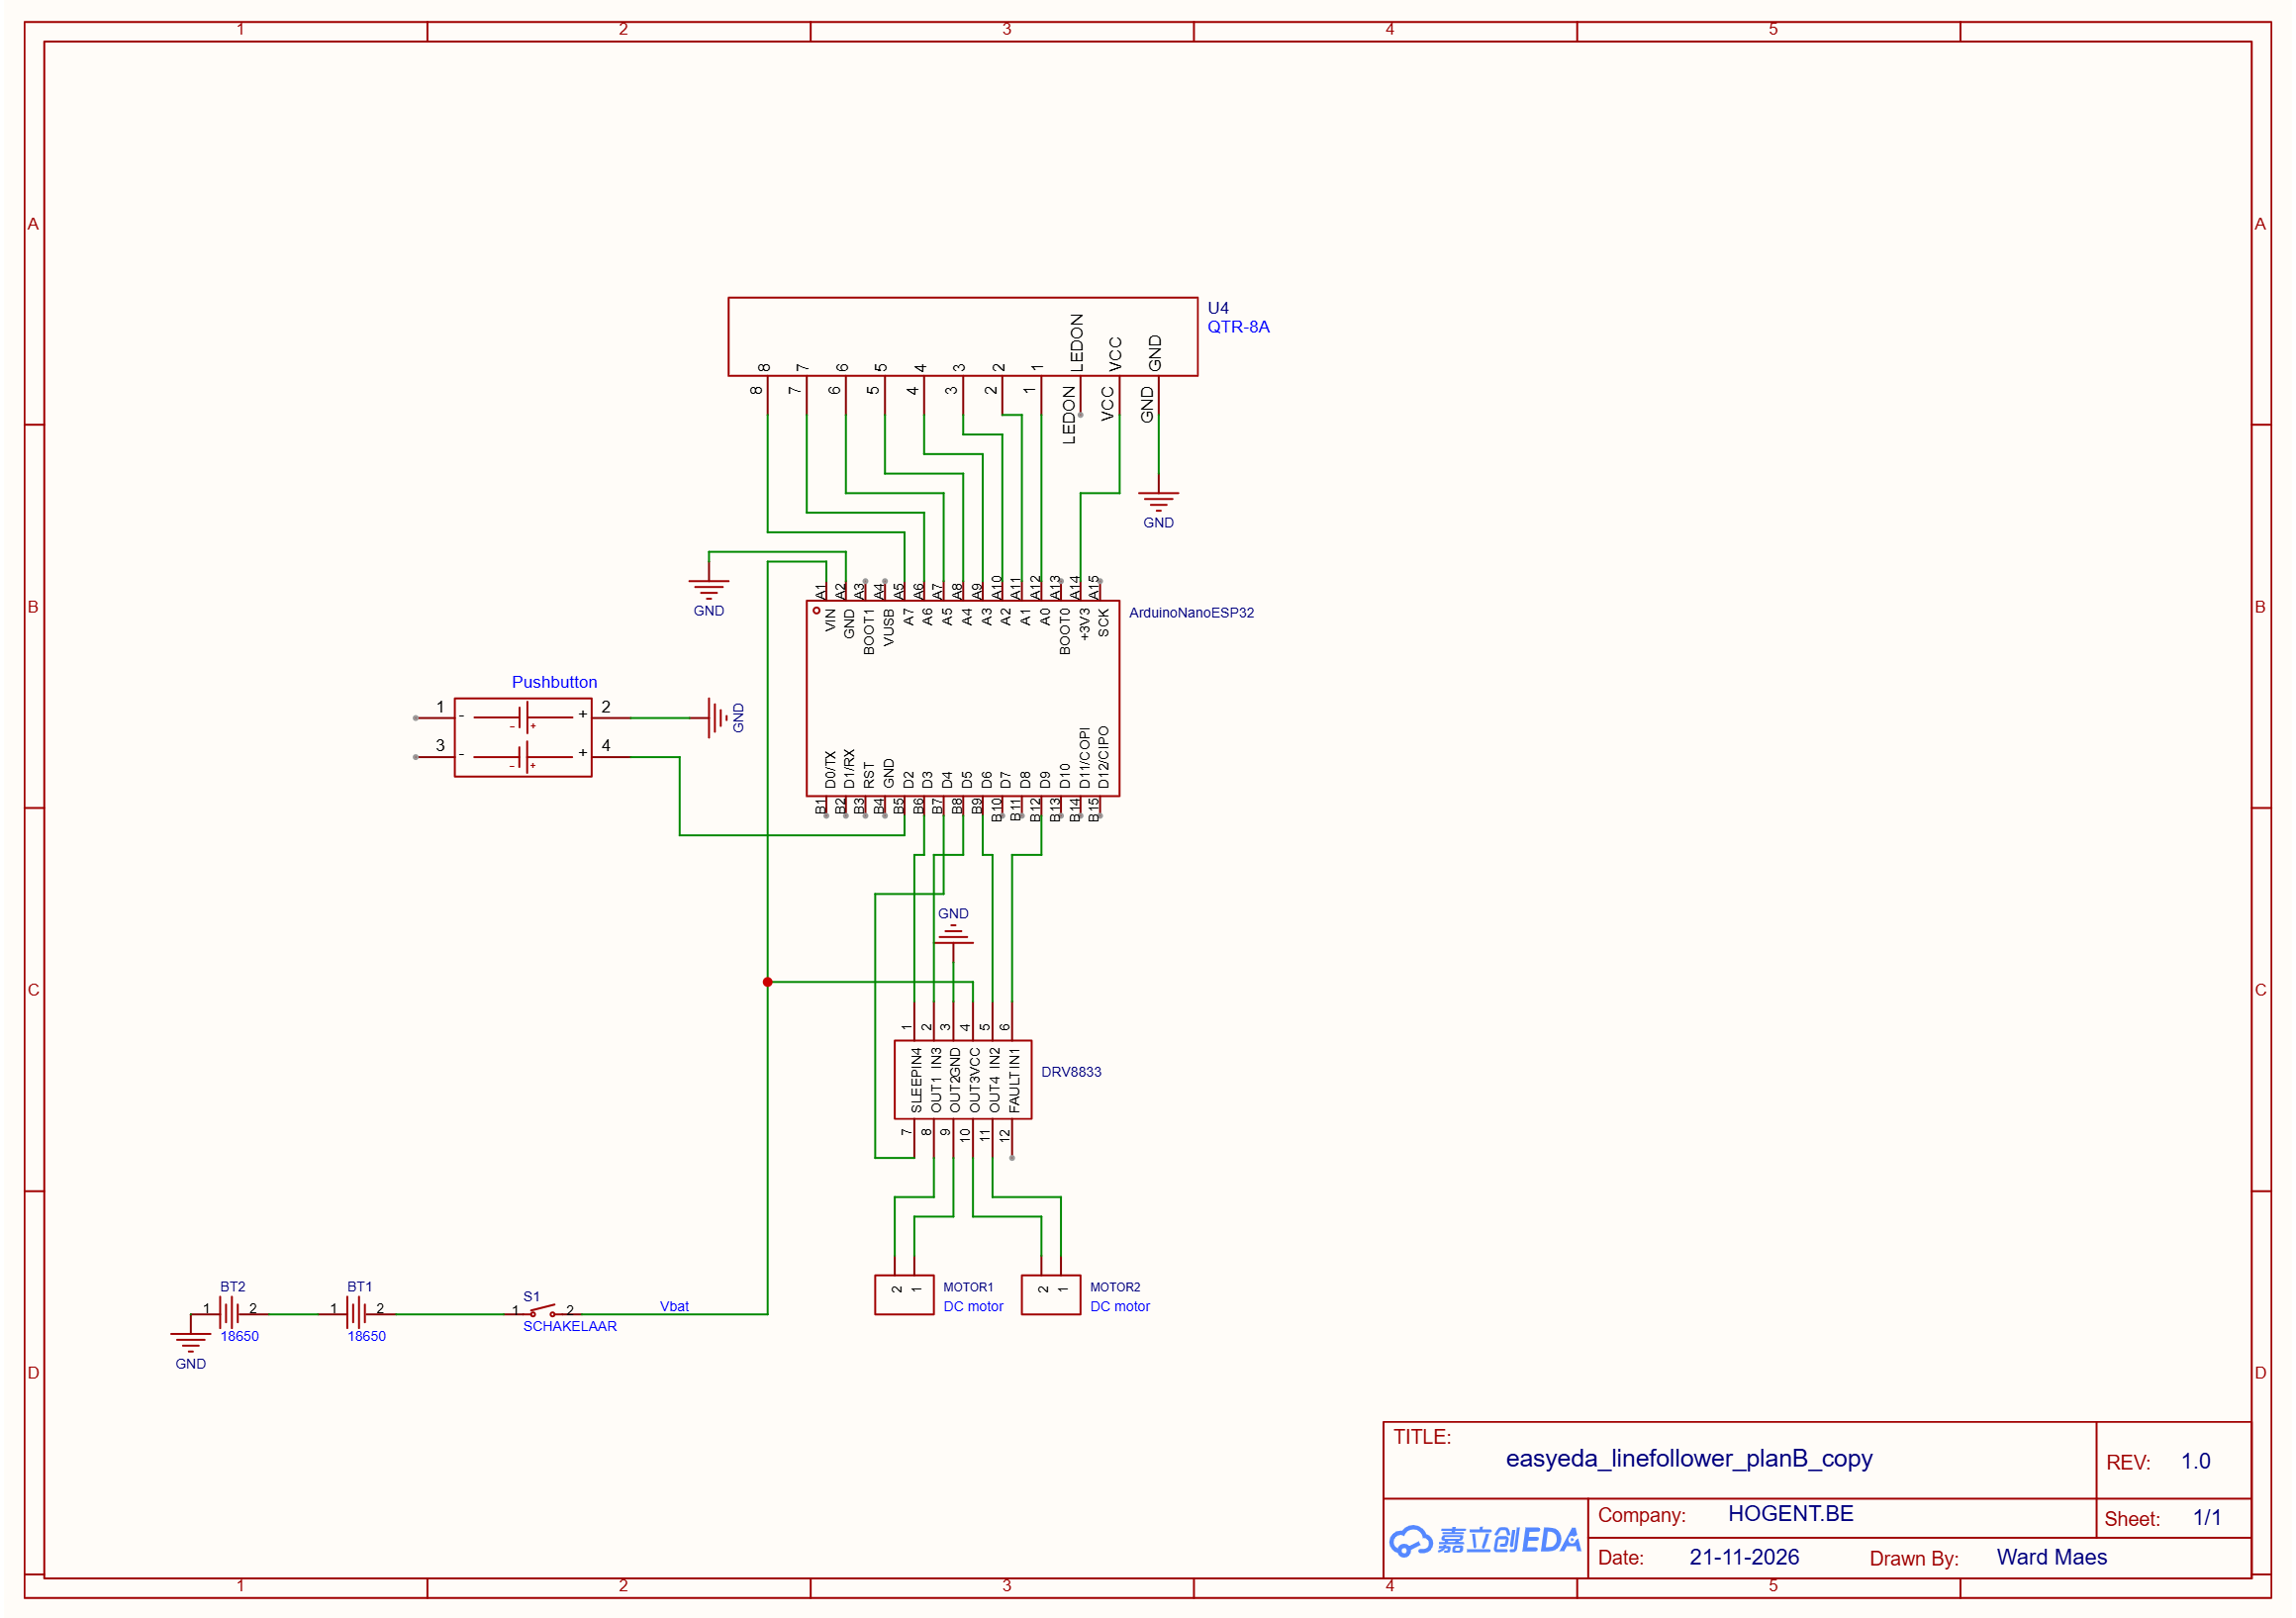 1 2 3 4 5
A A
U4
QTR-8A
8 7 6 5 4 3 2 1 LEDON VCC GND
8 7 6 5 4 3 2 1 LEDON VCC GND
GND
GND
B B
A1 A2 A3 A4 A5 A6 A7 A8 A9 A10 A11 A12 A13 A14 A15
VIN GND BOOT1 VUSB A7 A6 A5 A4 A3 A2 A1 A0 BOOT0 +3V3 SCK
ArduinoNanoESP32
Pushbutton
1 - - + + 2
GND
3 - - + + 4
D0/TX D1/RX RST GND D2 D3 D4 D5 D6 D7 D8 D9 D10 D11/COPI D12/CIPO
B1 B2 B3 B4 B5 B6 B7 B8 B9 B10 B11 B12 B13 B14 B15
GND
C C
1 2 3 4 5 6
IN4 IN3 GND VCC IN2 IN1
SLEEP OUT1 OUT2 OUT3 OUT4 FAULT
DRV8833
7 8 9 10 11 12
2 1
MOTOR1
DC motor
2 1
MOTOR2
DC motor
BT2
1 2
18650
BT1
1 2
18650
S1
1 2
SCHAKELAAR
Vbat
GND
D D
TITLE:
easyeda_linefollower_planB_copy
REV: 1.0
嘉立创EDA
Company: HOGENT.BE
Sheet: 1/1
Date: 21-11-2026
Drawn By: Ward Maes
1 2 3 4 5